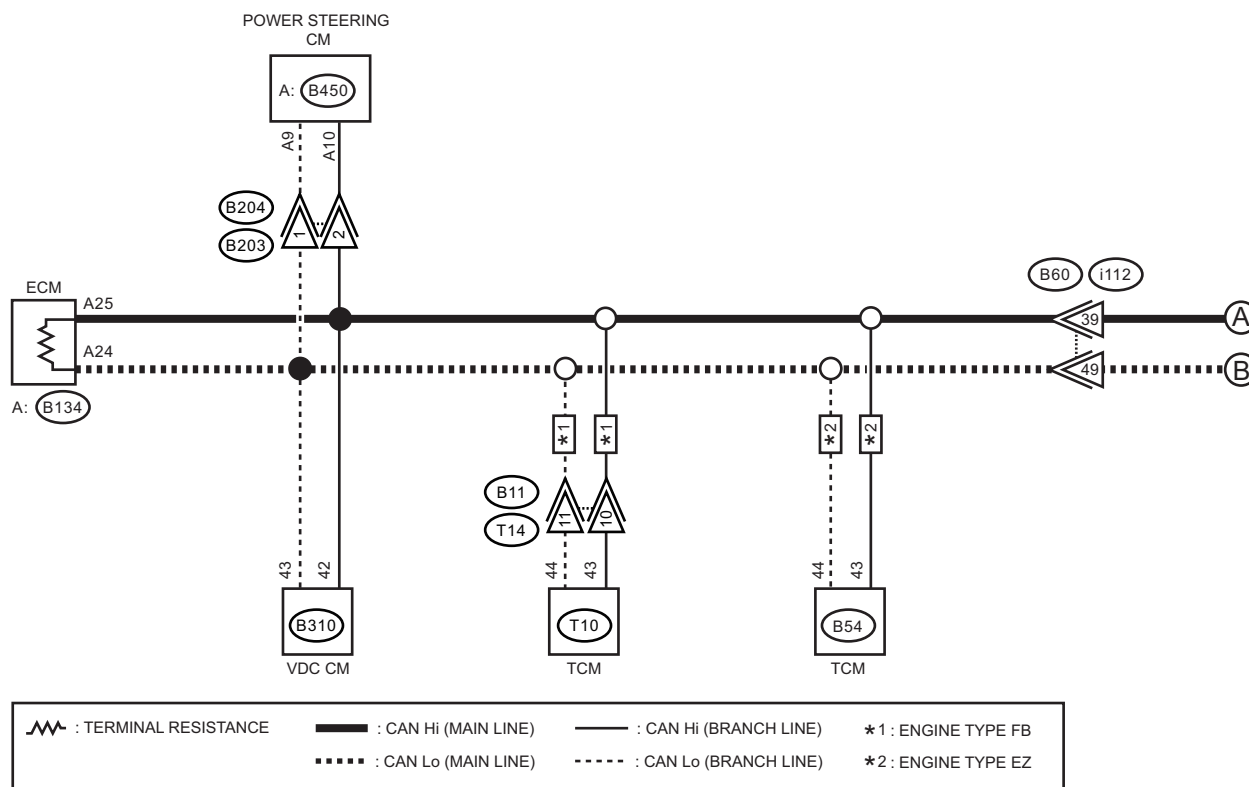 POWER STEERING
CM
A: B450
A9
A10
B204
B203
1
2
ECM
A25
A24
A: B134
B60
i112
39
49
A
B
*1
*1
*2
*2
B11
T14
11
10
43
42
44
43
44
43
B310
T10
B54
VDC CM
TCM
TCM
: TERMINAL RESISTANCE
: CAN Hi (MAIN LINE)
: CAN Hi (BRANCH LINE)
*1 : ENGINE TYPE FB
: CAN Lo (MAIN LINE)
: CAN Lo (BRANCH LINE)
*2 : ENGINE TYPE EZ